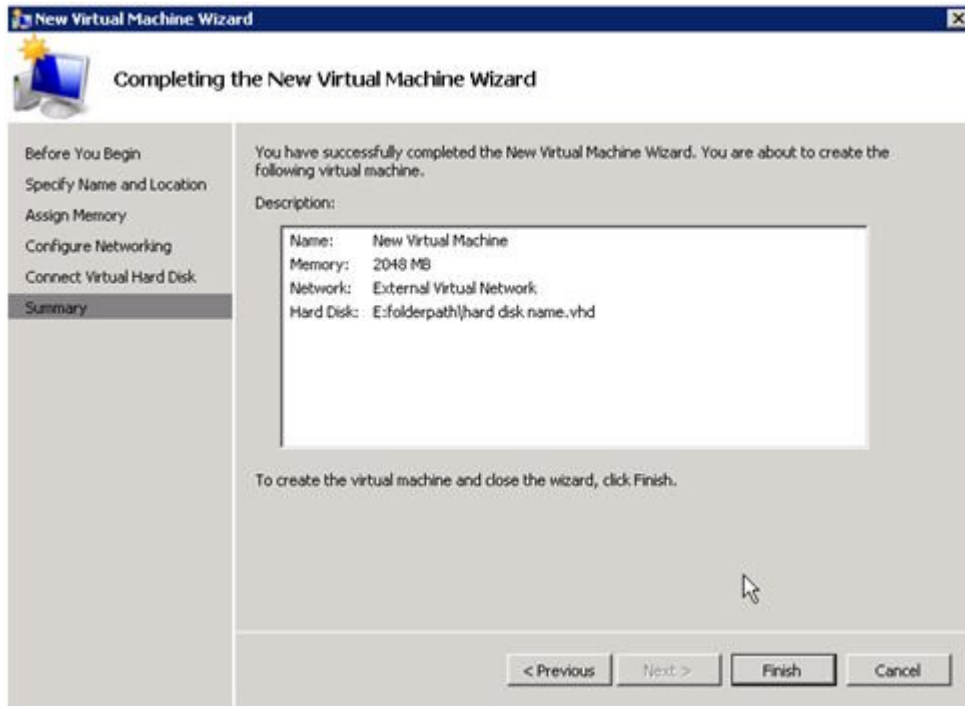 New Virtual Machine Wizard
Completing the New Virtual Machine Wizard
Before You Begin
Specify Name and Location
Assign Memory
Configure Networking
Connect Virtual Hard Disk
Summary
You have successfully completed the New Virtual Machine Wizard. You are about to create the
following virtual machine.
Description:
Name: New Virtual Machine
Memory: 2048 MB
Network: External Virtual Network
Hard Disk: E:folderpath\hard disk name.vhd
To create the virtual machine and close the wizard, click Finish.
< Previous
Next >
Finish
Cancel